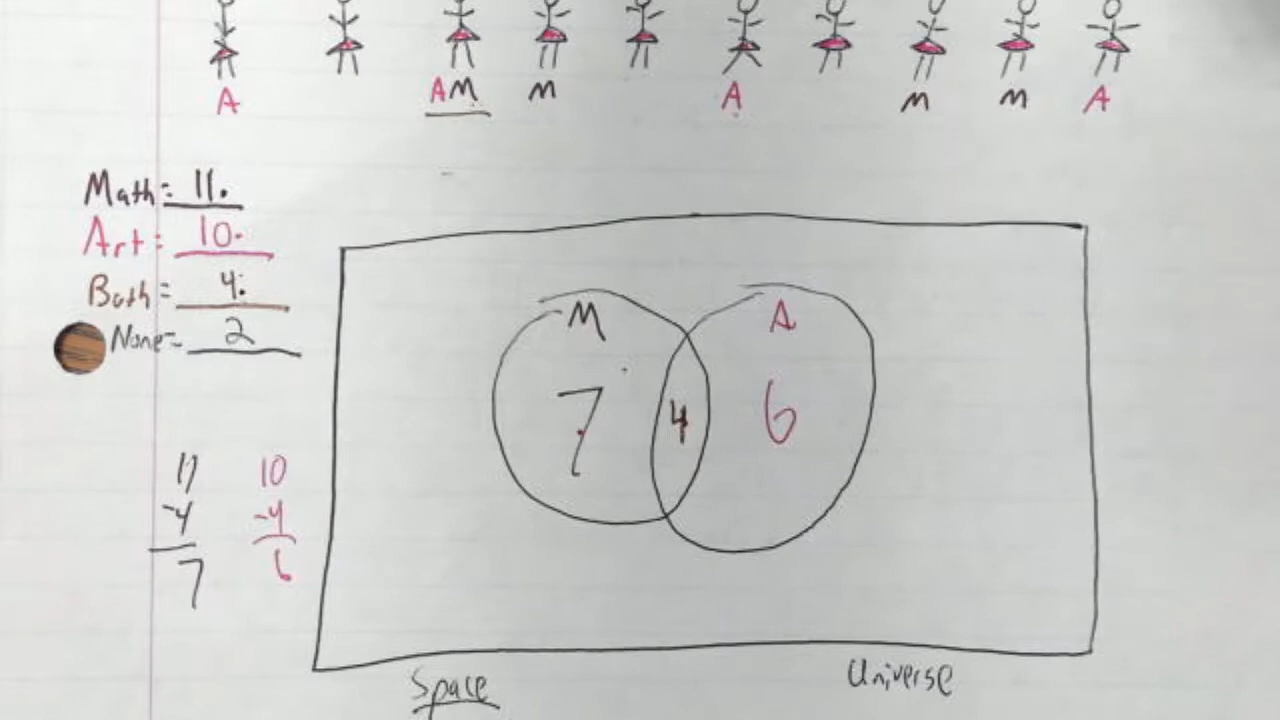 A AM M A M M A
Math = 11.
Art = 10.
Both = 4.
None = 2
M A
7 4 6
11 10
-4 -4
7 6
Space Universe